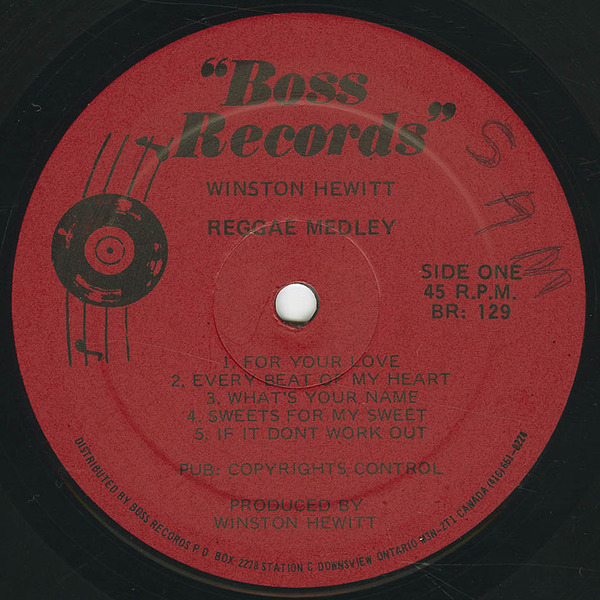 "Boss
Records"
WINSTON HEWITT
REGGAE MEDLEY
SIDE ONE
45 R.P.M.
BR: 129
1. FOR YOUR LOVE
2. EVERY BEAT OF MY HEART
3. WHAT'S YOUR NAME
4. SWEETS FOR MY SWEET
5. IF IT DONT WORK OUT
PUB: COPYRIGHTS CONTROL
PRODUCED BY
WINSTON HEWITT
DISTRIBUTED BY BOSS RECORDS P.O. BOX 2228 STATION C DOWNSVIEW ONTARIO CANADA